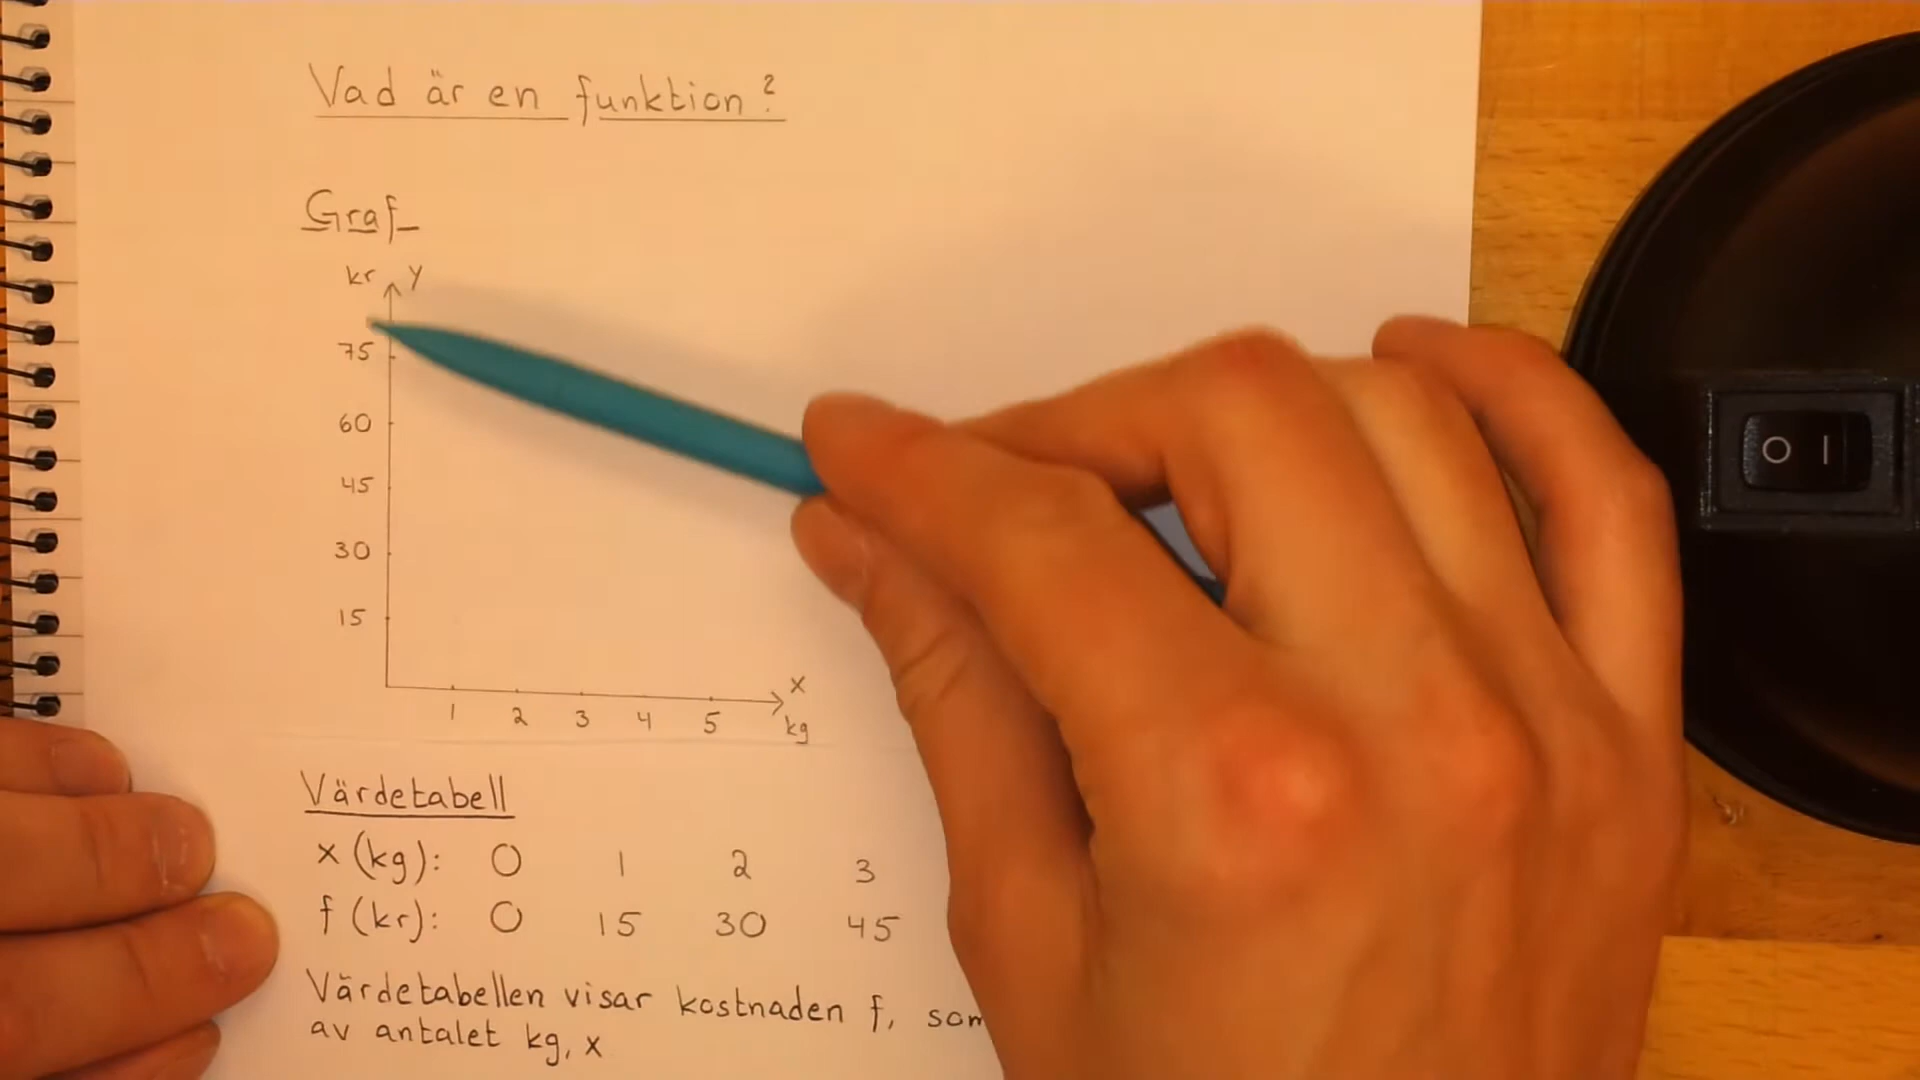 Vad är en funktion?
Graf
kr y
75
60
45
30
15
x
1 2 3 4 5 kg
Värdetabell
x (kg): 0 1 2 3
f (kr): 0 15 30 45
Värdetabellen visar kostnaden f, som
av antalet kg, x
O I